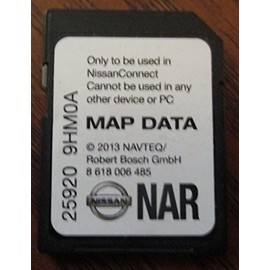 Only to be used in
NissanConnect
Cannot be used in any
other device or PC
MAP DATA
© 2013 NAVTEQ/
Robert Bosch GmbH
8 618 006 485
NISSAN
NAR
25920 9HM0A